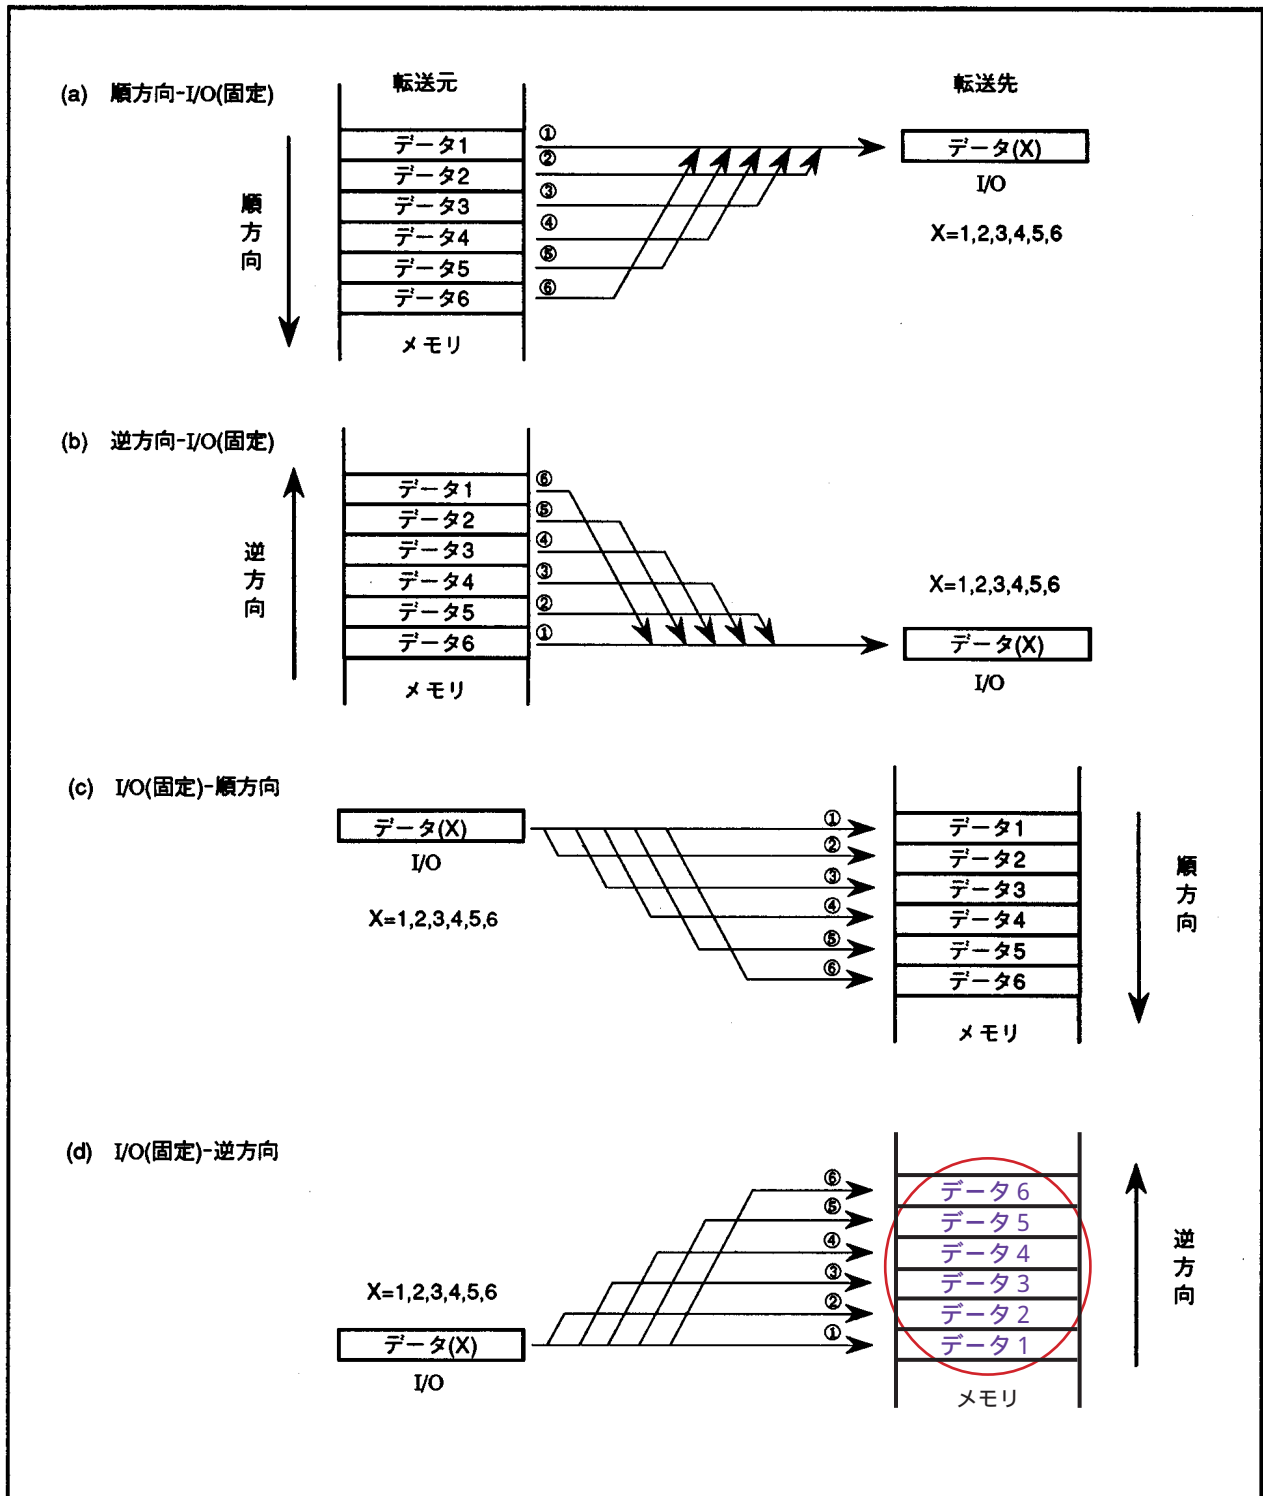 (a) 順方向-I/O(固定)
転送元
転送先
順方向
データ1
データ2
データ3
データ4
データ5
データ6
メモリ
①
②
③
④
⑤
⑥
データ(X)
I/O
X=1,2,3,4,5,6
(b) 逆方向-I/O(固定)
逆方向
データ1
データ2
データ3
データ4
データ5
データ6
メモリ
⑥
⑤
④
③
②
①
X=1,2,3,4,5,6
データ(X)
I/O
(c) I/O(固定)-順方向
データ(X)
I/O
X=1,2,3,4,5,6
①
②
③
④
⑤
⑥
データ1
データ2
データ3
データ4
データ5
データ6
メモリ
順方向
(d) I/O(固定)-逆方向
X=1,2,3,4,5,6
データ(X)
I/O
⑥
⑤
④
③
②
①
データ6
データ5
データ4
データ3
データ2
データ1
メモリ
逆方向